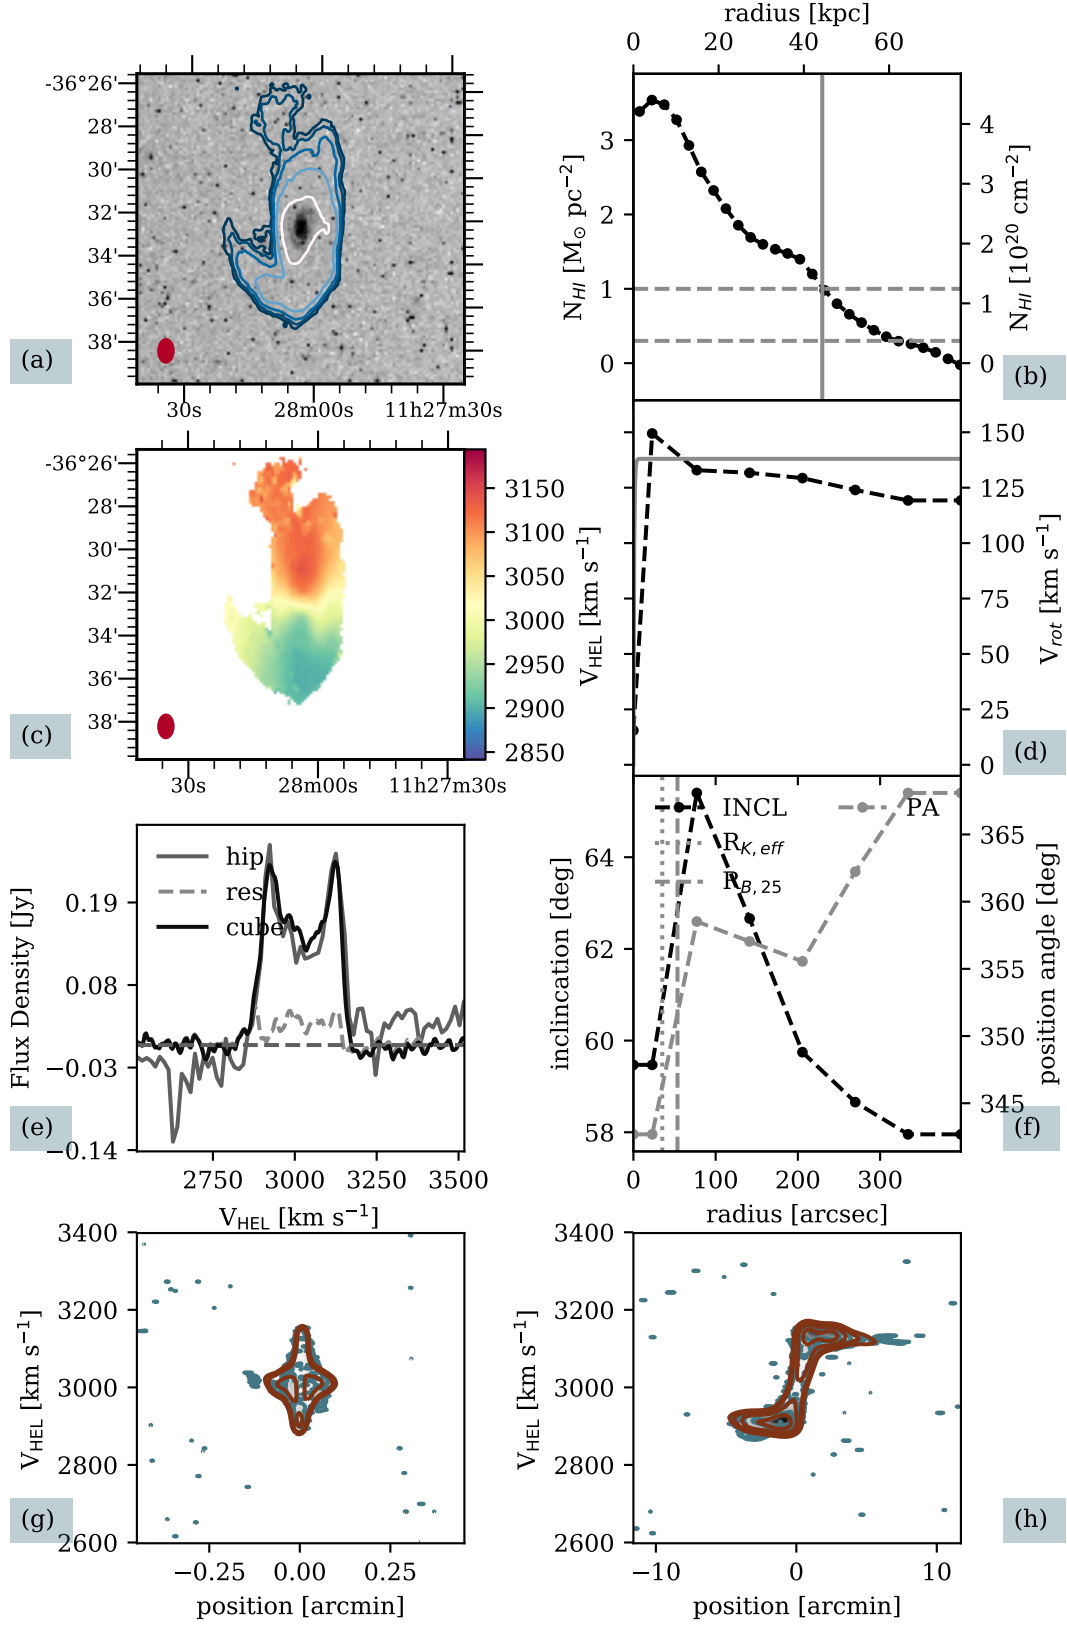 radius [kpc]
0 20 40 60
-36°26'
28'
30'
32'
34'
36'
38'
(a)
30s 28m00s 11h27m30s
3
2
1
0
N_HI [M_⊙ pc^−2]
4
3
2
1
0
N_HI [10^20 cm^−2]
(b)
-36°26'
28'
30'
32'
34'
36'
38'
(c)
30s 28m00s 11h27m30s
3150
3100
3050
3000
2950
2900
2850
V_HEL [km s^−1]
150
125
100
75
50
25
0
V_rot [km s^−1]
(d)
hip
res
cube
0.19
0.08
−0.03
−0.14
Flux Density [Jy]
(e)
2750 3000 3250 3500
V_HEL [km s^−1]
INCL PA
R_K,eff
R_B,25
64
62
60
58
inclincation [deg]
365
360
355
350
345
position angle [deg]
(f)
0 100 200 300
radius [arcsec]
3400
3200
3000
2800
2600
V_HEL [km s^−1]
(g)
−0.25 0.00 0.25
position [arcmin]
3400
3200
3000
2800
2600
V_HEL [km s^−1]
(h)
−10 0 10
position [arcmin]